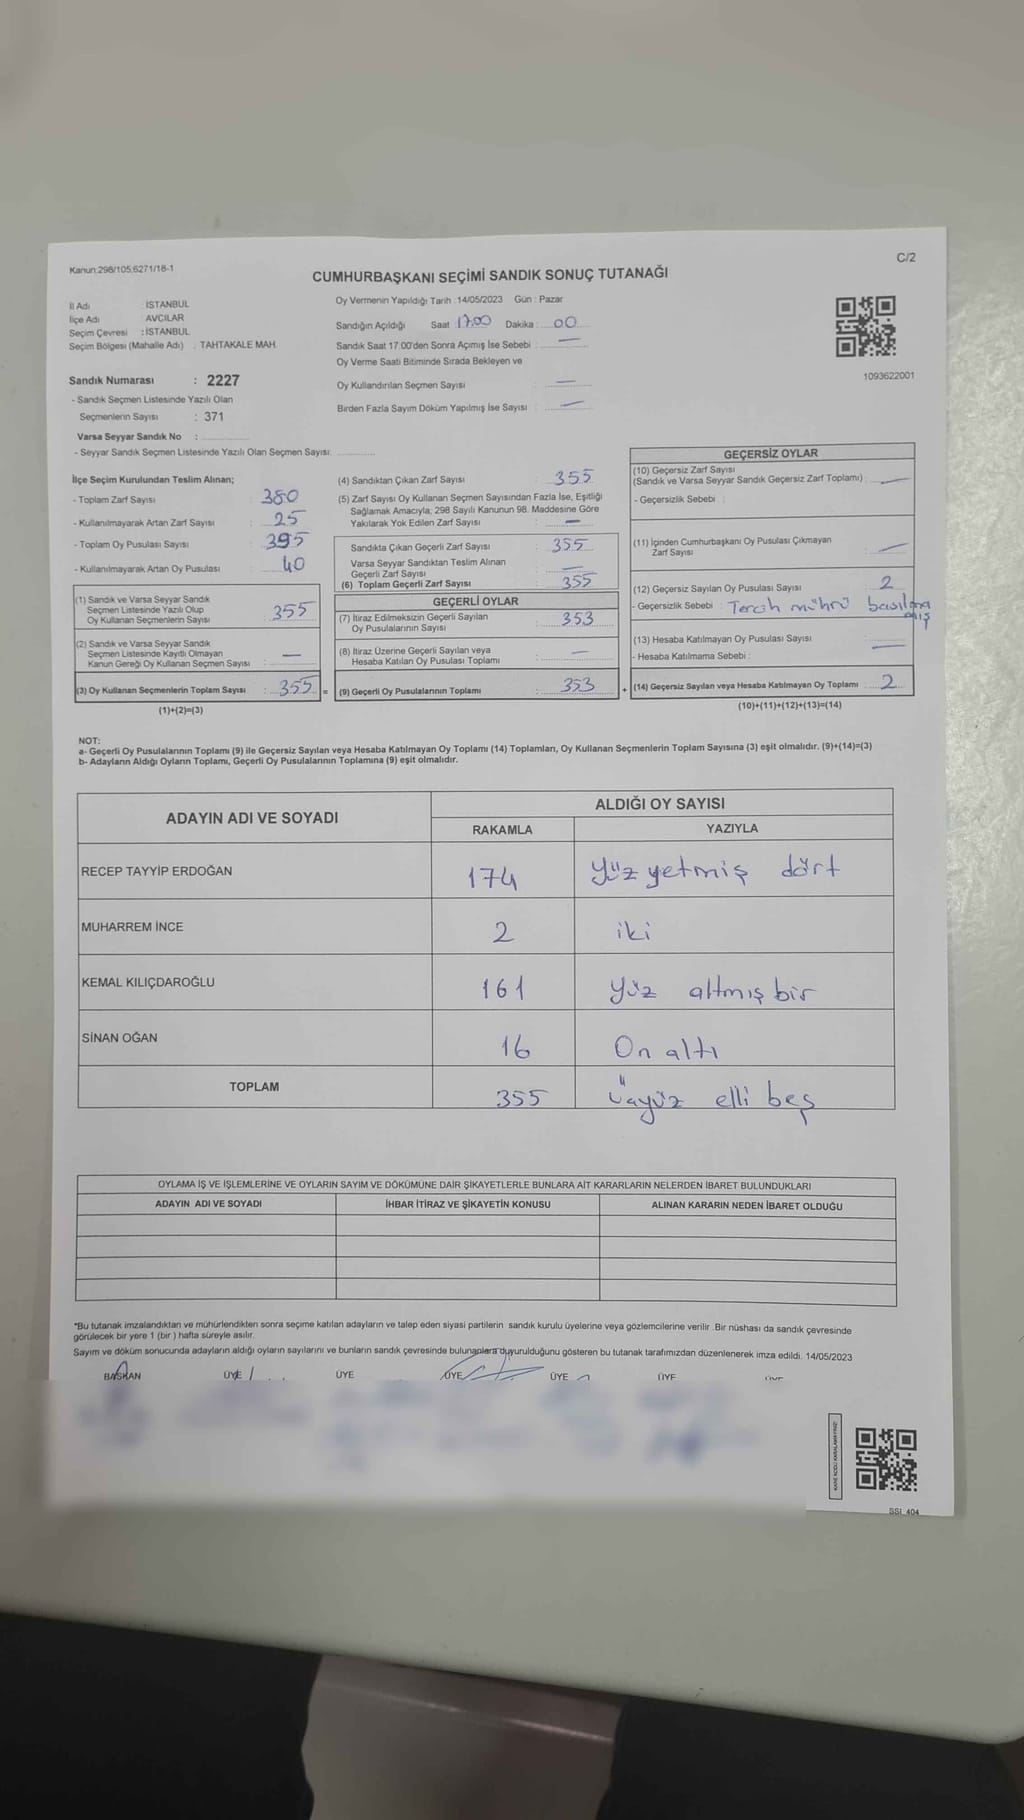 Kanun:298/105;6271/18-1
C/2
CUMHURBAŞKANI SEÇİMİ SANDIK SONUÇ TUTANAĞI
İl Adı : İSTANBUL
İlçe Adı : AVCILAR
Seçim Çevresi : İSTANBUL
Seçim Bölgesi (Mahalle Adı) : TAHTAKALE MAH.
Sandık Numarası : 2227
- Sandık Seçmen Listesinde Yazılı Olan
Seçmenlerin Sayısı : 371
Varsa Seyyar Sandık No :
- Seyyar Sandık Seçmen Listesinde Yazılı Olan Seçmen Sayısı:
Oy Vermenin Yapıldığı Tarih :14/05/2023 Gün : Pazar
Sandığın Açıldığı Saat 17.00 Dakika : 00
Sandık Saat 17.00'den Sonra Açımış İse Sebebi : —
Oy Verme Saati Bitiminde Sırada Bekleyen ve
Oy Kullandırılan Seçmen Sayısı : —
Birden Fazla Sayım Döküm Yapılmış İse Sayısı : —
1093622001
İlçe Seçim Kurulundan Teslim Alınan;
- Toplam Zarf Sayısı : 380
- Kullanılmayarak Artan Zarf Sayısı : 25
- Toplam Oy Pusulası Sayısı : 395
- Kullanılmayarak Artan Oy Pusulası : 40
(1) Sandık ve Varsa Seyyar Sandık
Seçmen Listesinde Yazılı Olup
Oy Kullanan Seçmenlerin Sayısı : 355
(2) Sandık ve Varsa Seyyar Sandık
Seçmen Listesinde Kayıtlı Olmayan
Kanun Gereği Oy Kullanan Seçmen Sayısı : —
(3) Oy Kullanan Seçmenlerin Toplam Sayısı : 355 =
(1)+(2)=(3)
(4) Sandıktan Çıkan Zarf Sayısı : 355
(5) Zarf Sayısı Oy Kullanan Seçmen Sayısından Fazla İse, Eşitliği
Sağlamak Amacıyla; 298 Sayılı Kanunun 98. Maddesine Göre
Yakılarak Yok Edilen Zarf Sayısı : —
Sandıkta Çıkan Geçerli Zarf Sayısı : 355
Varsa Seyyar Sandıktan Teslim Alınan
Geçerli Zarf Sayısı : —
(6) Toplam Geçerli Zarf Sayısı : 355
GEÇERLİ OYLAR
(7) İtiraz Edilmeksizin Geçerli Sayılan
Oy Pusulalarının Sayısı : 353
(8) İtiraz Üzerine Geçerli Sayılan veya
Hesaba Katılan Oy Pusulası Toplamı : —
(9) Geçerli Oy Pusulalarının Toplamı : 353 +
GEÇERSİZ OYLAR
(10) Geçersiz Zarf Sayısı
(Sandık ve Varsa Seyyar Sandık Geçersiz Zarf Toplamı) : —
- Geçersizlik Sebebi :
(11) İçinden Cumhurbaşkanı Oy Pusulası Çıkmayan
Zarf Sayısı —
(12) Geçersiz Sayılan Oy Pusulası Sayısı 2
- Geçersizlik Sebebi : Tercih mührü basılma
mış
(13) Hesaba Katılmayan Oy Pusulası Sayısı —
- Hesaba Katılmama Sebebi :
(14) Geçersiz Sayılan veya Hesaba Katılmayan Oy Toplamı : 2
(10)+(11)+(12)+(13)=(14)
NOT:
a- Geçerli Oy Pusulalarının Toplamı (9) ile Geçersiz Sayılan veya Hesaba Katılmayan Oy Toplamı (14) Toplamları, Oy Kullanan Seçmenlerin Toplam Sayısına (3) eşit olmalıdır. (9)+(14)=(3)
b- Adayların Aldığı Oyların Toplamı, Geçerli Oy Pusulalarının Toplamına (9) eşit olmalıdır.
ADAYIN ADI VE SOYADI ALDIĞI OY SAYISI
RAKAMLA YAZIYLA
RECEP TAYYİP ERDOĞAN 174 Yüz yetmiş dört
MUHARREM İNCE 2 iki
KEMAL KILIÇDAROĞLU 161 Yüz altmış bir
SİNAN OĞAN 16 On altı
TOPLAM 355 Üçyüz elli beş
OYLAMA İŞ VE İŞLEMLERİNE VE OYLARIN SAYIM VE DÖKÜMÜNE DAİR ŞİKAYETLERLE BUNLARA AİT KARARLARIN NELERDEN İBARET BULUNDUKLARI
ADAYIN ADI VE SOYADI İHBAR İTİRAZ VE ŞİKAYETİN KONUSU ALINAN KARARIN NEDEN İBARET OLDUĞU
*Bu tutanak imzalandıktan ve mühürlendikten sonra seçime katılan adayların ve talep eden siyasi partilerin sandık kurulu üyelerine veya gözlemcilerine verilir .Bir nüshası da sandık çevresinde
görülecek bir yere 1 (bir ) hafta süreyle asılır.
Sayım ve döküm sonucunda adayların aldığı oyların sayılarını ve bunların sandık çevresinde bulunanlara duyurulduğunu gösteren bu tutanak tarafımızdan düzenlenerek imza edildi. 14/05/2023
BAŞKAN ÜYE ÜYE ÜYE ÜYE ÜYE ÜYE
SSİ 404